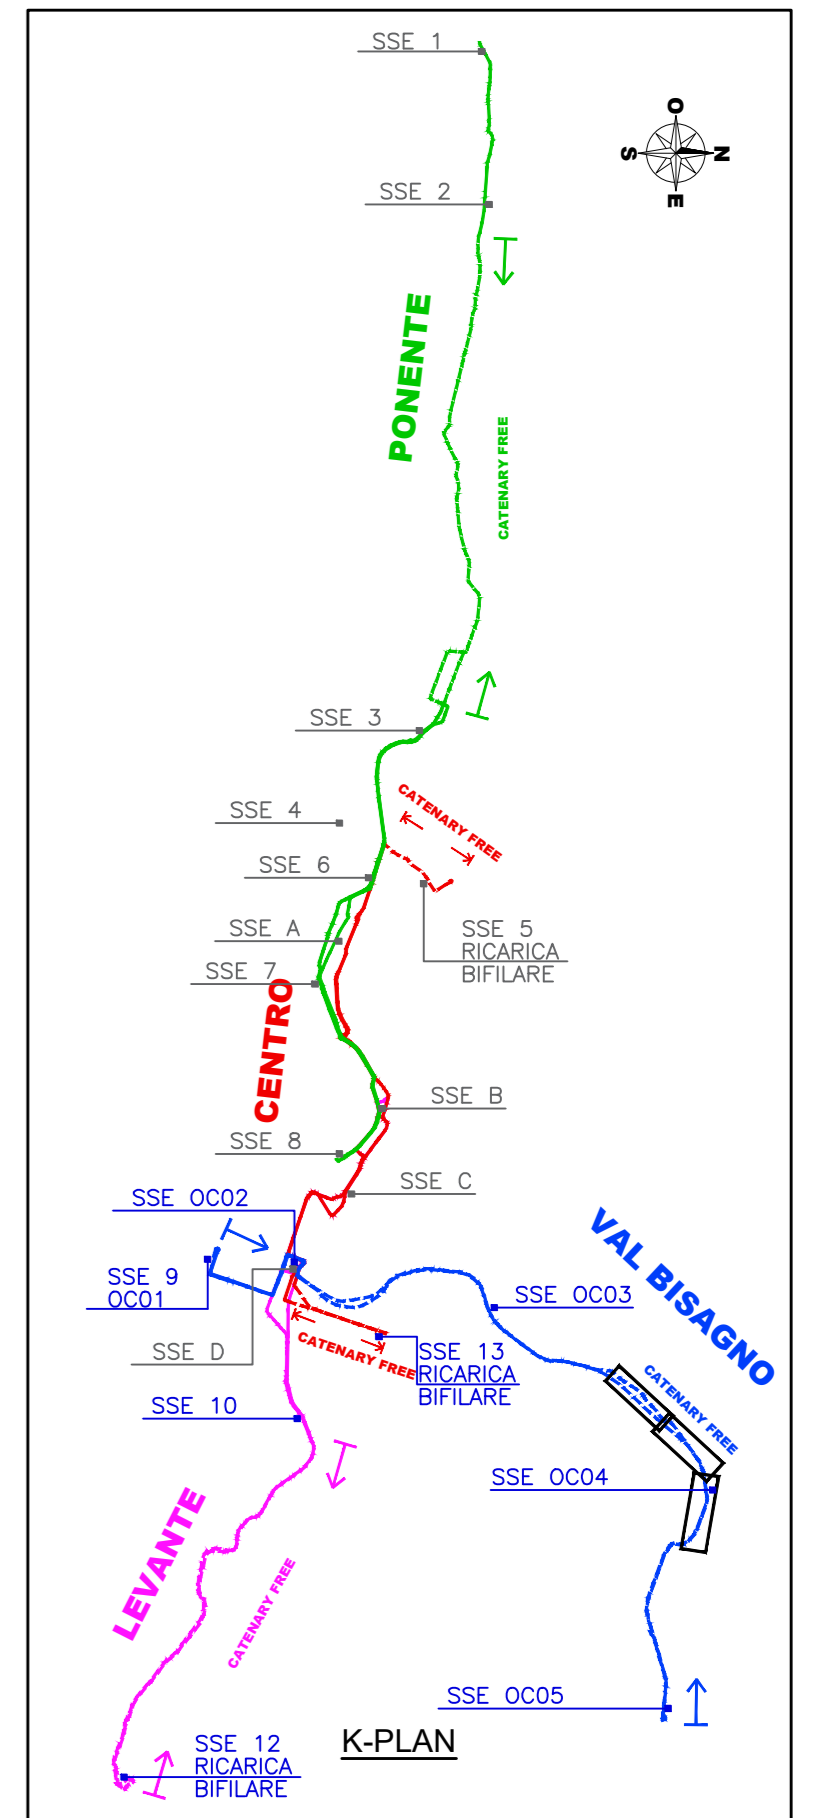 SSE 1
O
S
N
E
SSE 2
PONENTE
CATENARY FREE
SSE 3
CATENARY FREE
SSE 4
SSE 6
SSE A
SSE 5
RICARICA
BIFILARE
SSE 7
CENTRO
SSE B
SSE 8
SSE C
SSE OC02
VAL BISAGNO
SSE 9
OC01
SSE OC03
SSE D
CATENARY FREE
SSE 13
RICARICA
BIFILARE
CATENARY FREE
SSE 10
SSE OC04
LEVANTE
CATENARY FREE
SSE OC05
K-PLAN
SSE 12
RICARICA
BIFILARE